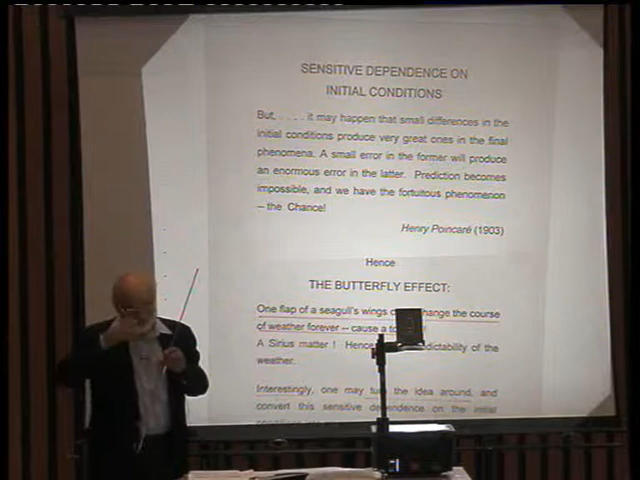 SENSITIVE DEPENDENCE ON
INITIAL CONDITIONS
But, . . . . it may happen that small differences in the
initial conditions produce very great ones in the final
phenomena. A small error in the former will produce
an enormous error in the latter. Prediction becomes
impossible, and we have the fortuitous phenomenon
-- the Chance!
Henry Poincaré (1903)
Hence
THE BUTTERFLY EFFECT:
One flap of a seagull's wings change the course
of weather forever -- cause a
A Sirius matter ! Hence of the
weather.
Interestingly, one may the idea around, and
convert this sensitive dependence on the initial